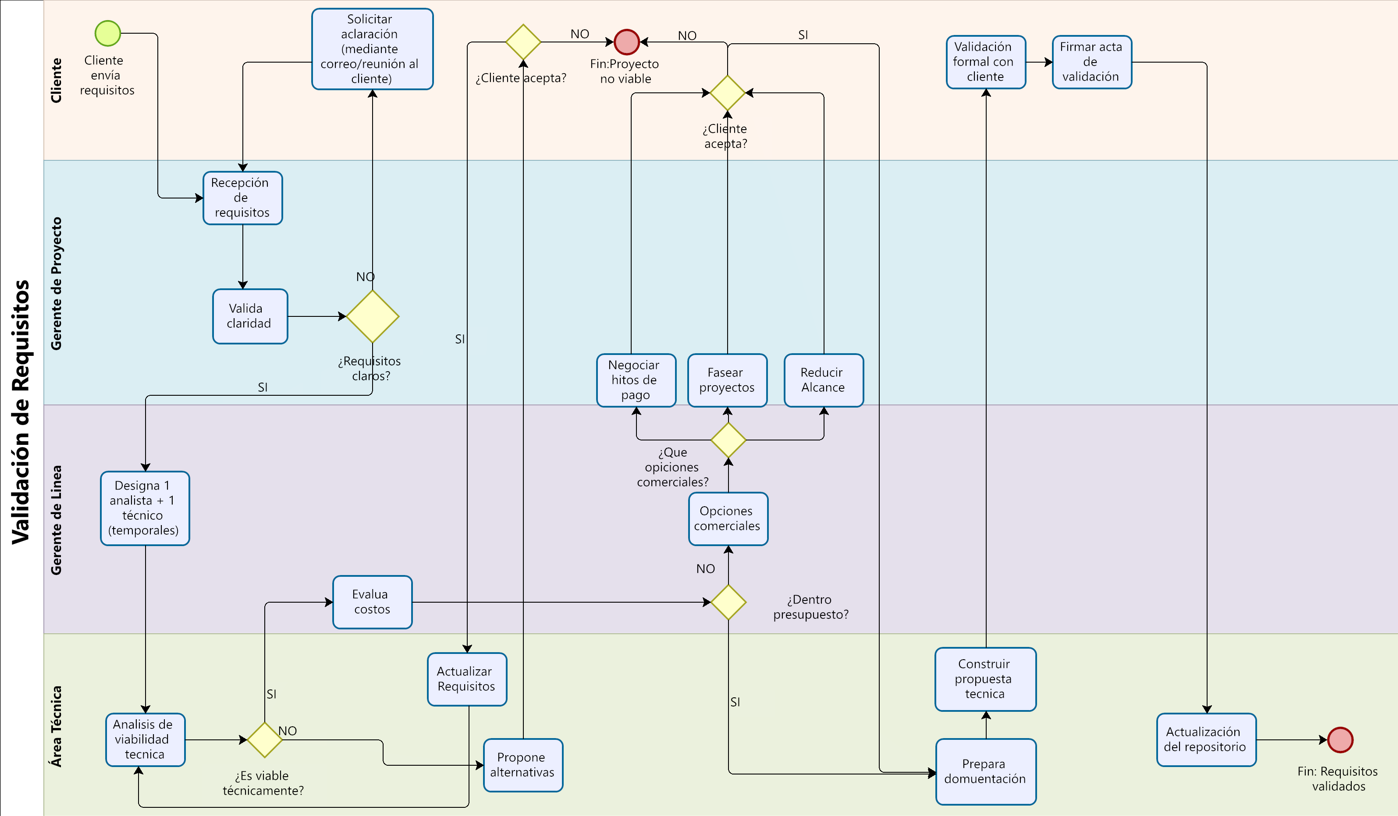 Validación de Requisitos
Cliente
Cliente
envía
requisitos
Solicitar
aclaración
(mediante
correo/reunión al
cliente)
¿Cliente acepta?
NO
Fin:Proyecto
no viable
NO
SI
¿Cliente
acepta?
Validación
formal con
cliente
Firmar acta
de
validación
Gerente de Proyecto
Recepción
de
requisitos
Valida
claridad
NO
¿Requisitos
claros?
SI
SI
Negociar
hitos de
pago
Fasear
proyectos
Reducir
Alcance
Gerente de Linea
Designa 1
analista + 1
técnico
(temporales)
¿Que
opiciones
comerciales?
Opciones
comerciales
NO
Evalua
costos
¿Dentro
presupuesto?
Área Técnica
Analisis de
viabilidad
tecnica
SI
NO
¿Es viable
técnicamente?
Actualizar
Requisitos
Propone
alternativas
SI
Construir
propuesta
tecnica
Prepara
domuentación
Actualización
del repositorio
Fin: Requisitos
validados